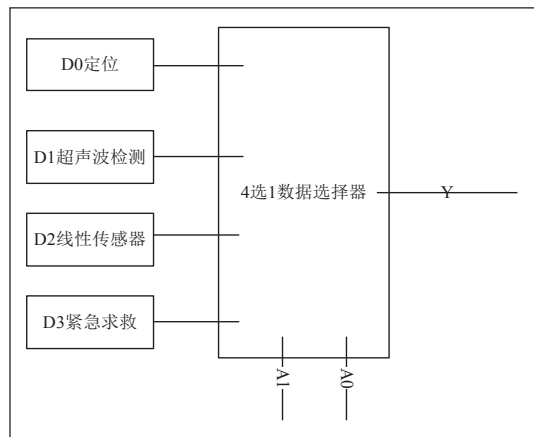 D0定位
D1超声波检测
4选1数据选择器
Y
D2线性传感器
D3紧急求救
A1
A0